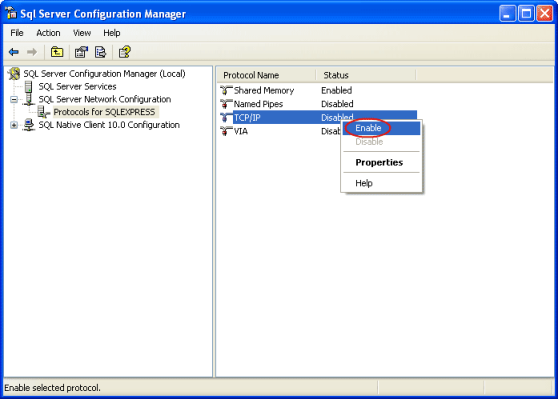 Sql Server Configuration Manager
File Action View Help
SQL Server Configuration Manager (Local)
SQL Server Services
SQL Server Network Configuration
Protocols for SQLEXPRESS
SQL Native Client 10.0 Configuration
Protocol Name Status
Shared Memory Enabled
Named Pipes Disabled
TCP/IP Disabled
VIA Disab
Enable
Disable
Properties
Help
Enable selected protocol.